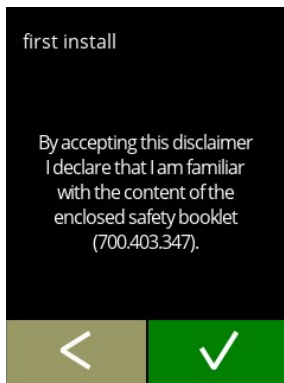 first install
By accepting this disclaimer
I declare that I am familiar
with the content of the
enclosed safety booklet
(700.403.347).